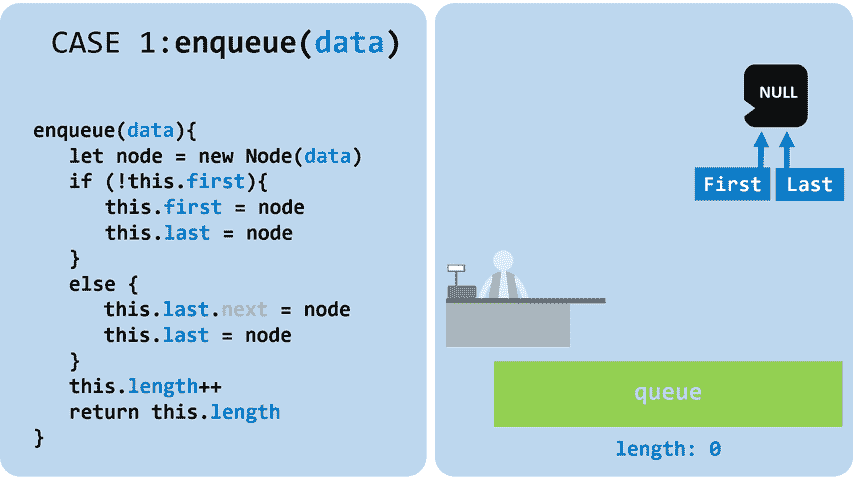 CASE 1:enqueue(data)
enqueue(data){
let node = new Node(data)
if (!this.first){
this.first = node
this.last = node
}
else {
this.last.next = node
this.last = node
}
this.length++
return this.length
}
NULL
First Last
queue
length: 0